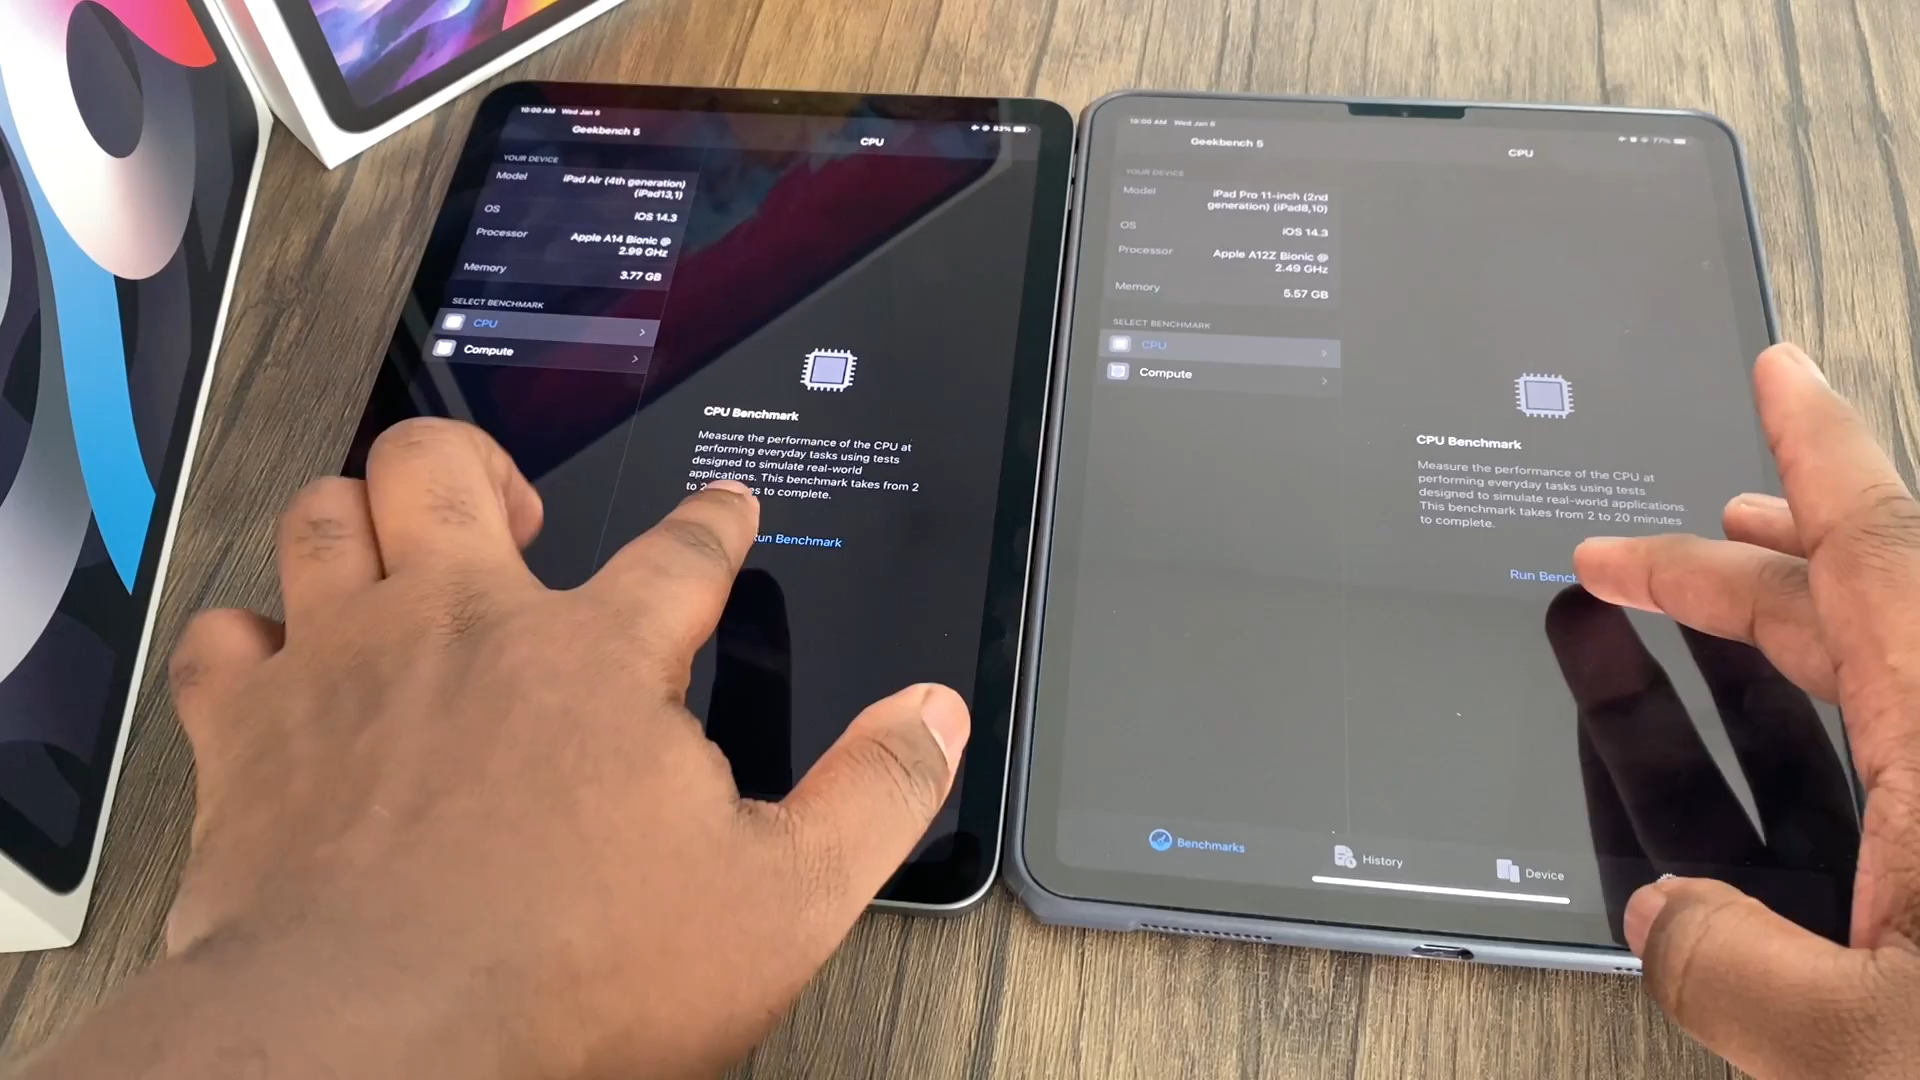 10:00 AM Wed Jan 6
83%
Geekbench 5
CPU
YOUR DEVICE
Model
iPad Air (4th generation)
(iPad13,1)
OS
iOS 14.3
Processor
Apple A14 Bionic @
2.99 GHz
Memory
3.77 GB
SELECT BENCHMARK
CPU
Compute
CPU Benchmark
Measure the performance of the CPU at
performing everyday tasks using tests
designed to simulate real-world
applications. This benchmark takes from 2
to complete.
Benchmark
10:00 AM Wed Jan 6
77%
Geekbench 5
CPU
YOUR DEVICE
Model
iPad Pro 11-inch (2nd
generation) (iPad8,10)
OS
iOS 14.3
Processor
Apple A12Z Bionic @
2.49 GHz
Memory
5.57 GB
SELECT BENCHMARK
CPU
Compute
CPU Benchmark
Measure the performance of the CPU at
performing everyday tasks using tests
designed to simulate real-world applications.
This benchmark takes from 2 to 20 minutes
to complete.
Run Bench
Benchmarks
History
Device